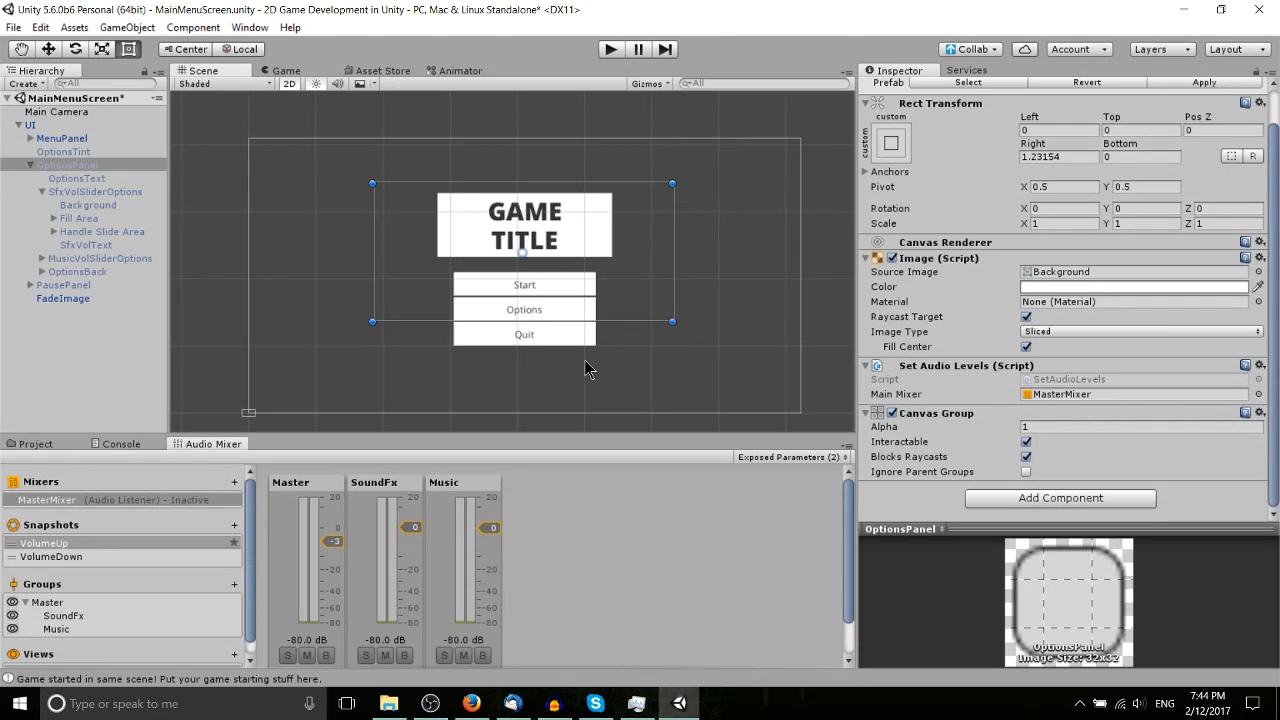 Unity 5.6.0b6 Personal (64bit) - MainMenuScreen.unity - 2D Game Development in Unity - PC, Mac & Linux Standalone* <DX11>
File Edit Assets GameObject Component Window Help
Center Local Collab Account Layers Layout
Hierarchy Scene Game Asset Store Animator Inspector Services
Create All Shaded 2D Gizmos All Prefab Select Revert Apply
MainMenuScreen*
Main Camera
UI
MenuPanel
OptionsTint
OptionsPanel
OptionsText
SfxVolSliderOptions
Background
Fill Area
Handle Slide Area
SfxVolText
MusicVolSliderOptions
OptionsBack
PausePanel
FadeImage
GAME
TITLE
Start
Options
Quit
Rect Transform
custom Left Top Pos Z
custom
0 0 0
Right Bottom
1.23154 0
R
Anchors
Pivot X 0.5 Y 0.5
Rotation X 0 Y 0 Z 0
Scale X 1 Y 1 Z 1
Canvas Renderer
Image (Script)
Source Image Background
Color
Material None (Material)
Raycast Target
Image Type Sliced
Fill Center
Set Audio Levels (Script)
Script SetAudioLevels
Main Mixer MasterMixer
Canvas Group
Alpha 1
Interactable
Blocks Raycasts
Ignore Parent Groups
Add Component
OptionsPanel
OptionsPanel
Image Size: 32x32
Project Console Audio Mixer
Exposed Parameters (2)
Mixers
MasterMixer (Audio Listener) - Inactive
Snapshots
VolumeUp
VolumeDown
Groups
Master
SoundFx
Music
Views
Master SoundFx Music
20 20 20
0 0 0
-3
-20 -20 -20
-40 -40 -40
-60 -60 -60
-80 -80 -80
-80.0 dB -80.0 dB -80.0 dB
S M B S M B S M B
Game started in same scene! Put your game starting stuff here.
Type or speak to me
ENG
7:44 PM
2/12/2017